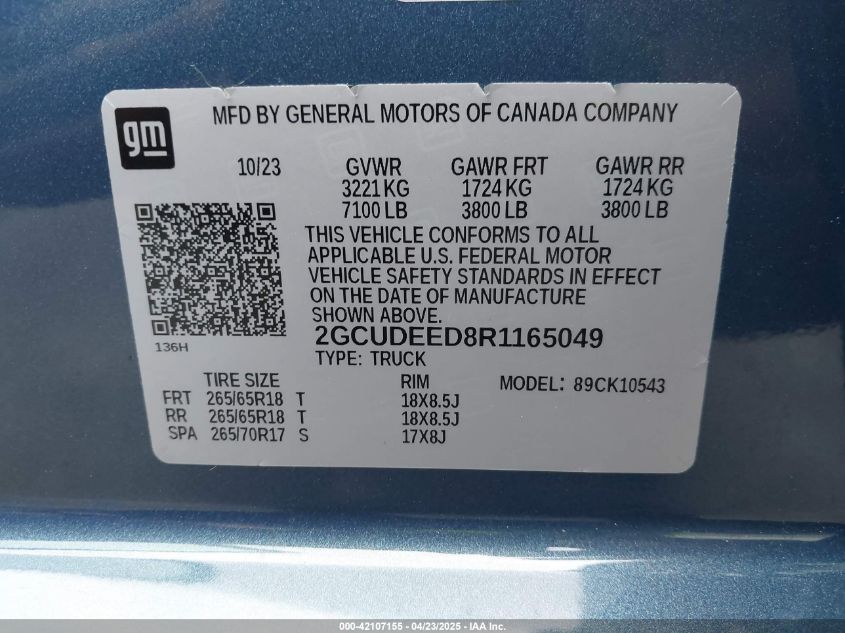 gm
MFD BY GENERAL MOTORS OF CANADA COMPANY
10/23 GVWR GAWR FRT GAWR RR
3221 KG 1724 KG 1724 KG
7100 LB 3800 LB 3800 LB
THIS VEHICLE CONFORMS TO ALL
APPLICABLE U.S. FEDERAL MOTOR
VEHICLE SAFETY STANDARDS IN EFFECT
ON THE DATE OF MANUFACTURE
SHOWN ABOVE.
136H
2GCUDEED8R1165049
TYPE: TRUCK
TIRE SIZE RIM MODEL: 89CK10543
FRT 265/65R18 T 18X8.5J
RR 265/65R18 T 18X8.5J
SPA 265/70R17 S 17X8J
000-42107155 - 04/23/2025 - IAA Inc.